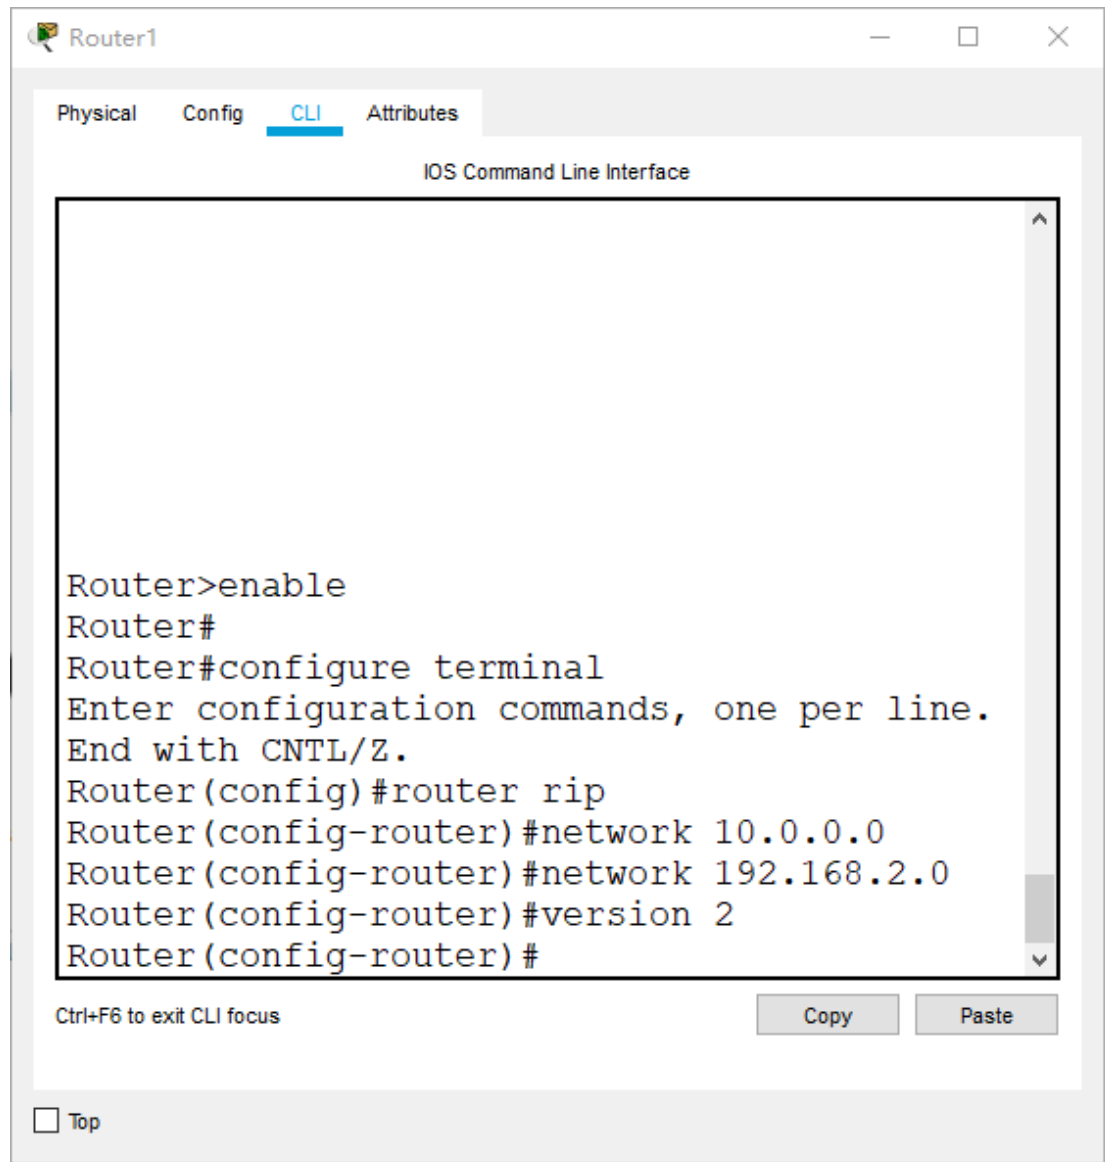 Router1
Physical Config CLI Attributes
IOS Command Line Interface
Router>enable
Router#
Router#configure terminal
Enter configuration commands, one per line.
End with CNTL/Z.
Router(config)#router rip
Router(config-router)#network 10.0.0.0
Router(config-router)#network 192.168.2.0
Router(config-router)#version 2
Router(config-router)#
Ctrl+F6 to exit CLI focus
Copy Paste
Top